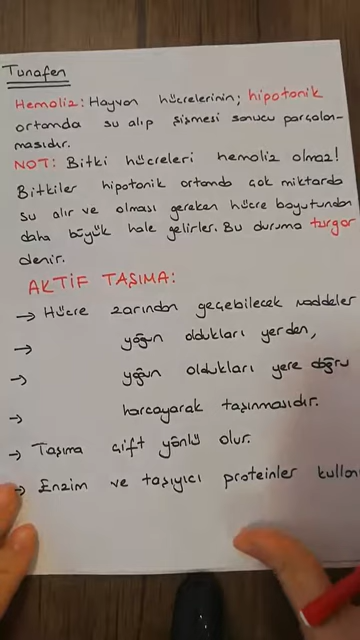 Tunafen
Hemoliz: Hayvan hücrelerinin; hipotonik
ortamda su alıp şişmesi sonucu parçalan-
masıdır.
NOT: Bitki hücreleri hemoliz olmaz!
Bitkiler hipotonik ortamda çok miktarda
su alır ve olması gereken hücre boyutundan
daha büyük hale gelirler. Bu duruma turgor
denir.
AKTİF TAŞIMA:
→ Hücre zarından geçebilecek maddeler
→ yoğun oldukları yerden,
→ yoğun oldukları yere doğru
→ harcayarak taşınmasıdır.
→ Taşıma çift yönlü olur.
→ Enzim ve taşıyıcı proteinler kullan